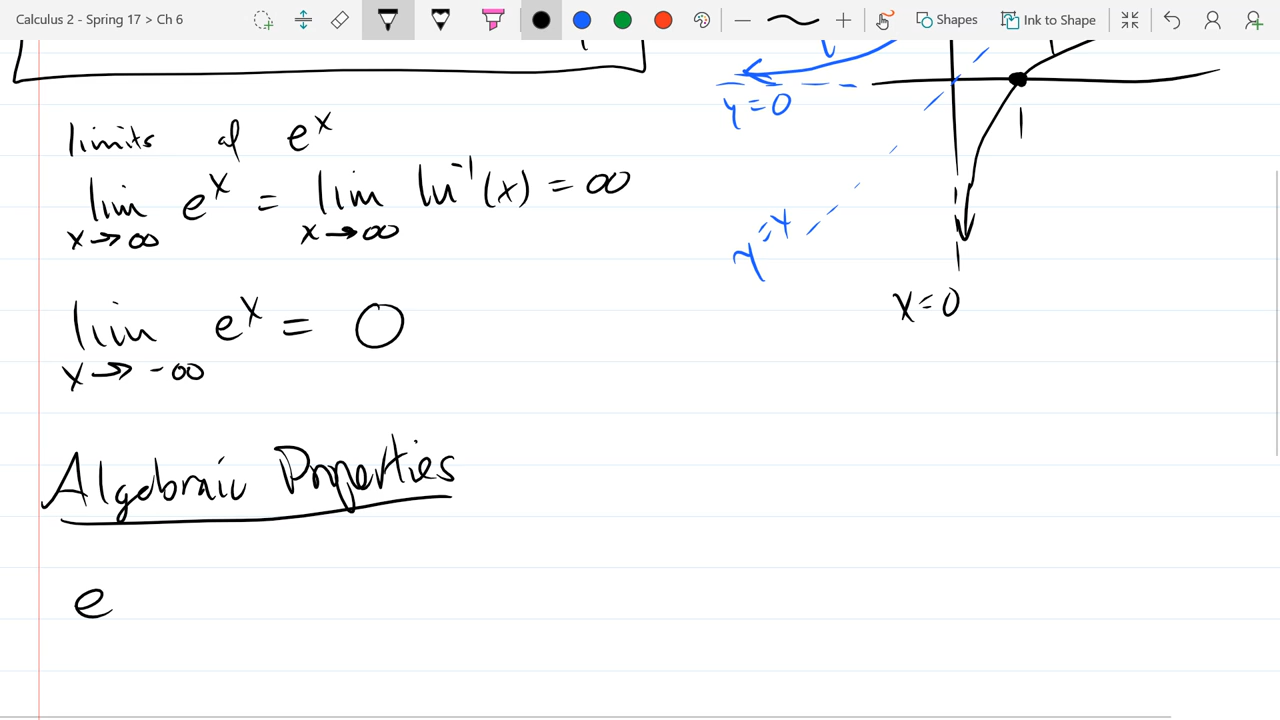 Calculus 2 - Spring 17 > Ch 6
Shapes
Ink to Shape
limits of e^x
lim e^x = lim ln^-1 (x) = ∞
x→∞ x→∞
lim e^x = 0
x→ -∞
Algebraic Properties
e
y=0
1
y=x
x=0